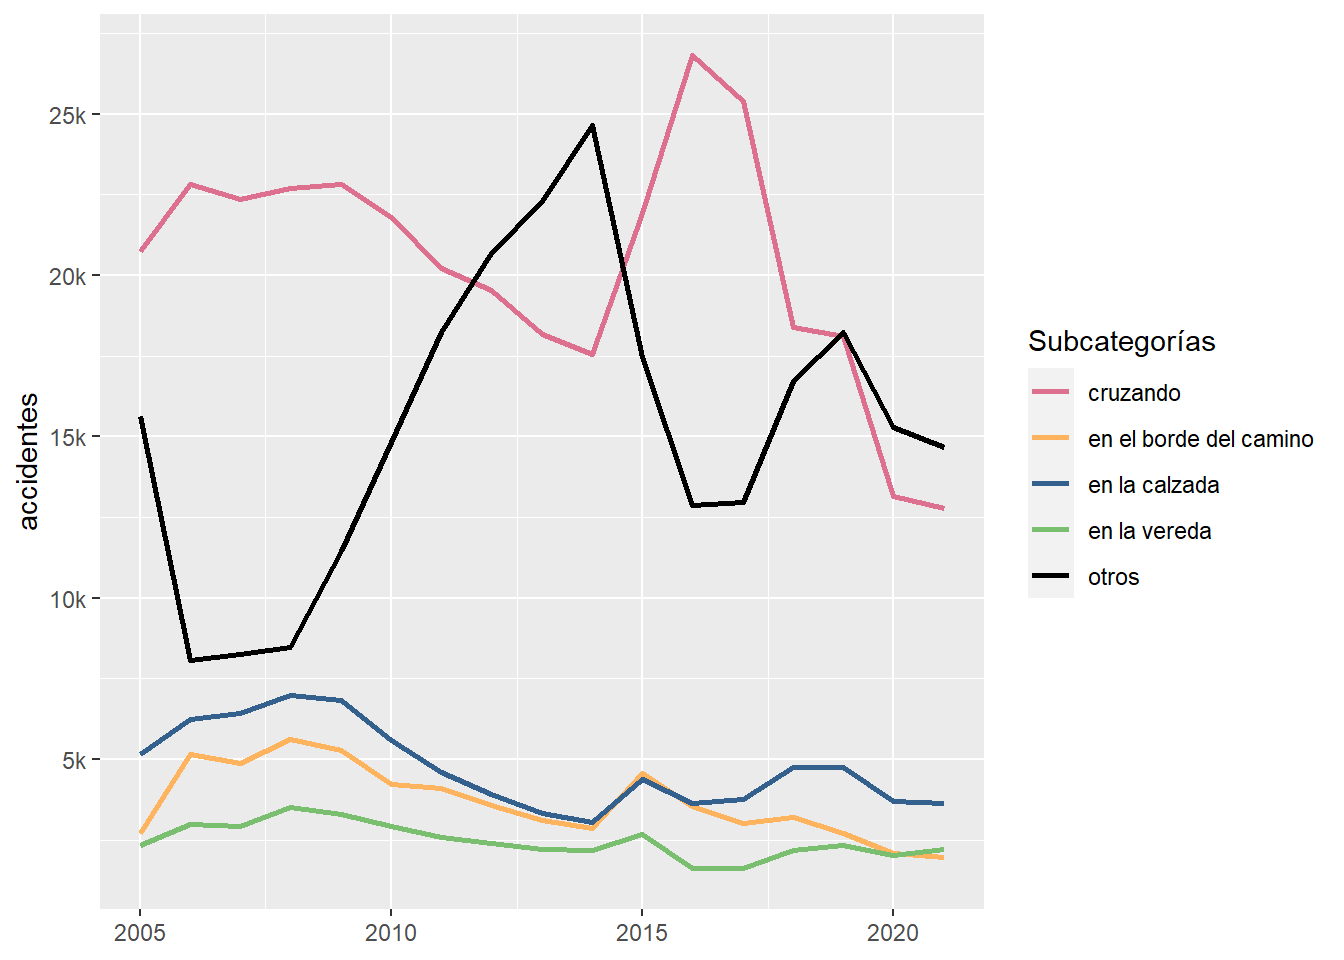 25k
20k
15k
10k
5k
accidentes
2005 2010 2015 2020
Subcategorías
cruzando
en el borde del camino
en la calzada
en la vereda
otros